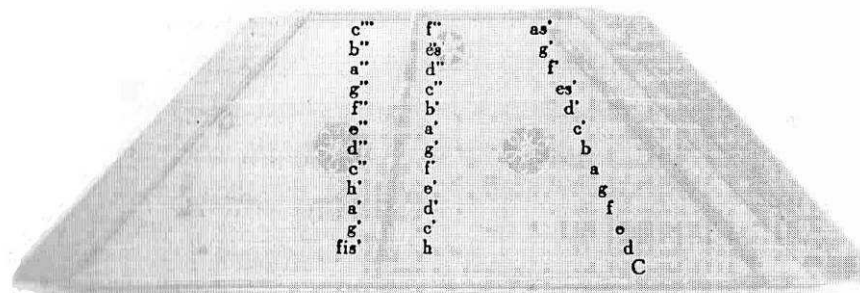 c''' f'' as'
b'' es'' g'
a'' d'' f'
g'' c'' es'
f'' b' d'
e'' a' c'
d'' g' b
c'' f' a
h' e' g
a' d' f
g' c' e
fis' h d
C